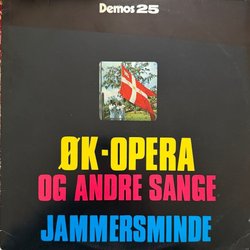 Demos 25
ØK-OPERA
OG ANDRE SANGE
JAMMERSMINDE